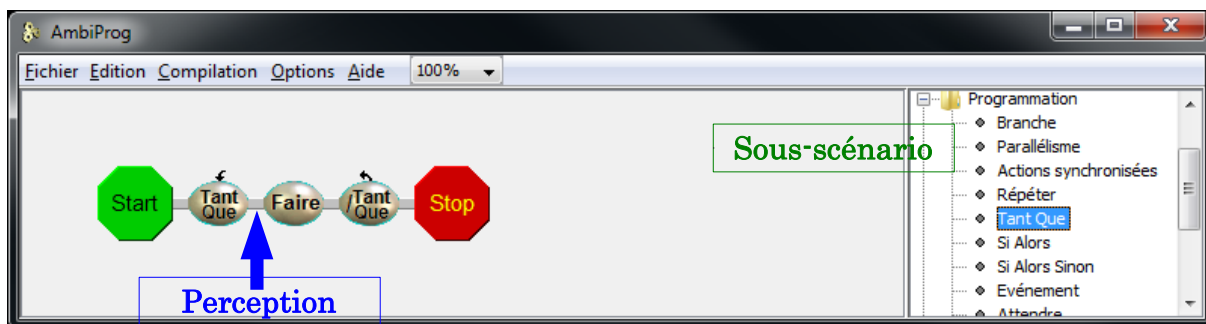 AmbiProg
Fichier Edition Compilation Options Aide 100%
Programmation
Branche
Parallélisme
Actions synchronisées
Répéter
Tant Que
Si Alors
Si Alors Sinon
Evénement
Attendre
Sous-scénario
Start
Tant
Que
Faire
/Tant
Que
Stop
Perception